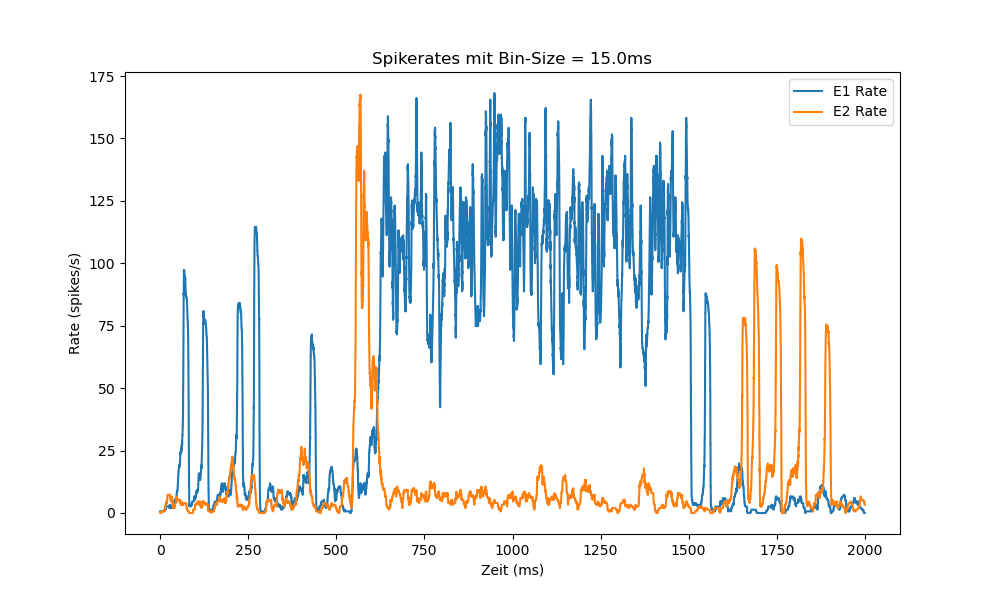 Spikerates mit Bin-Size = 15.0ms
E1 Rate
E2 Rate
Rate (spikes/s)
175
150
125
100
75
50
25
0
0 250 500 750 1000 1250 1500 1750 2000
Zeit (ms)